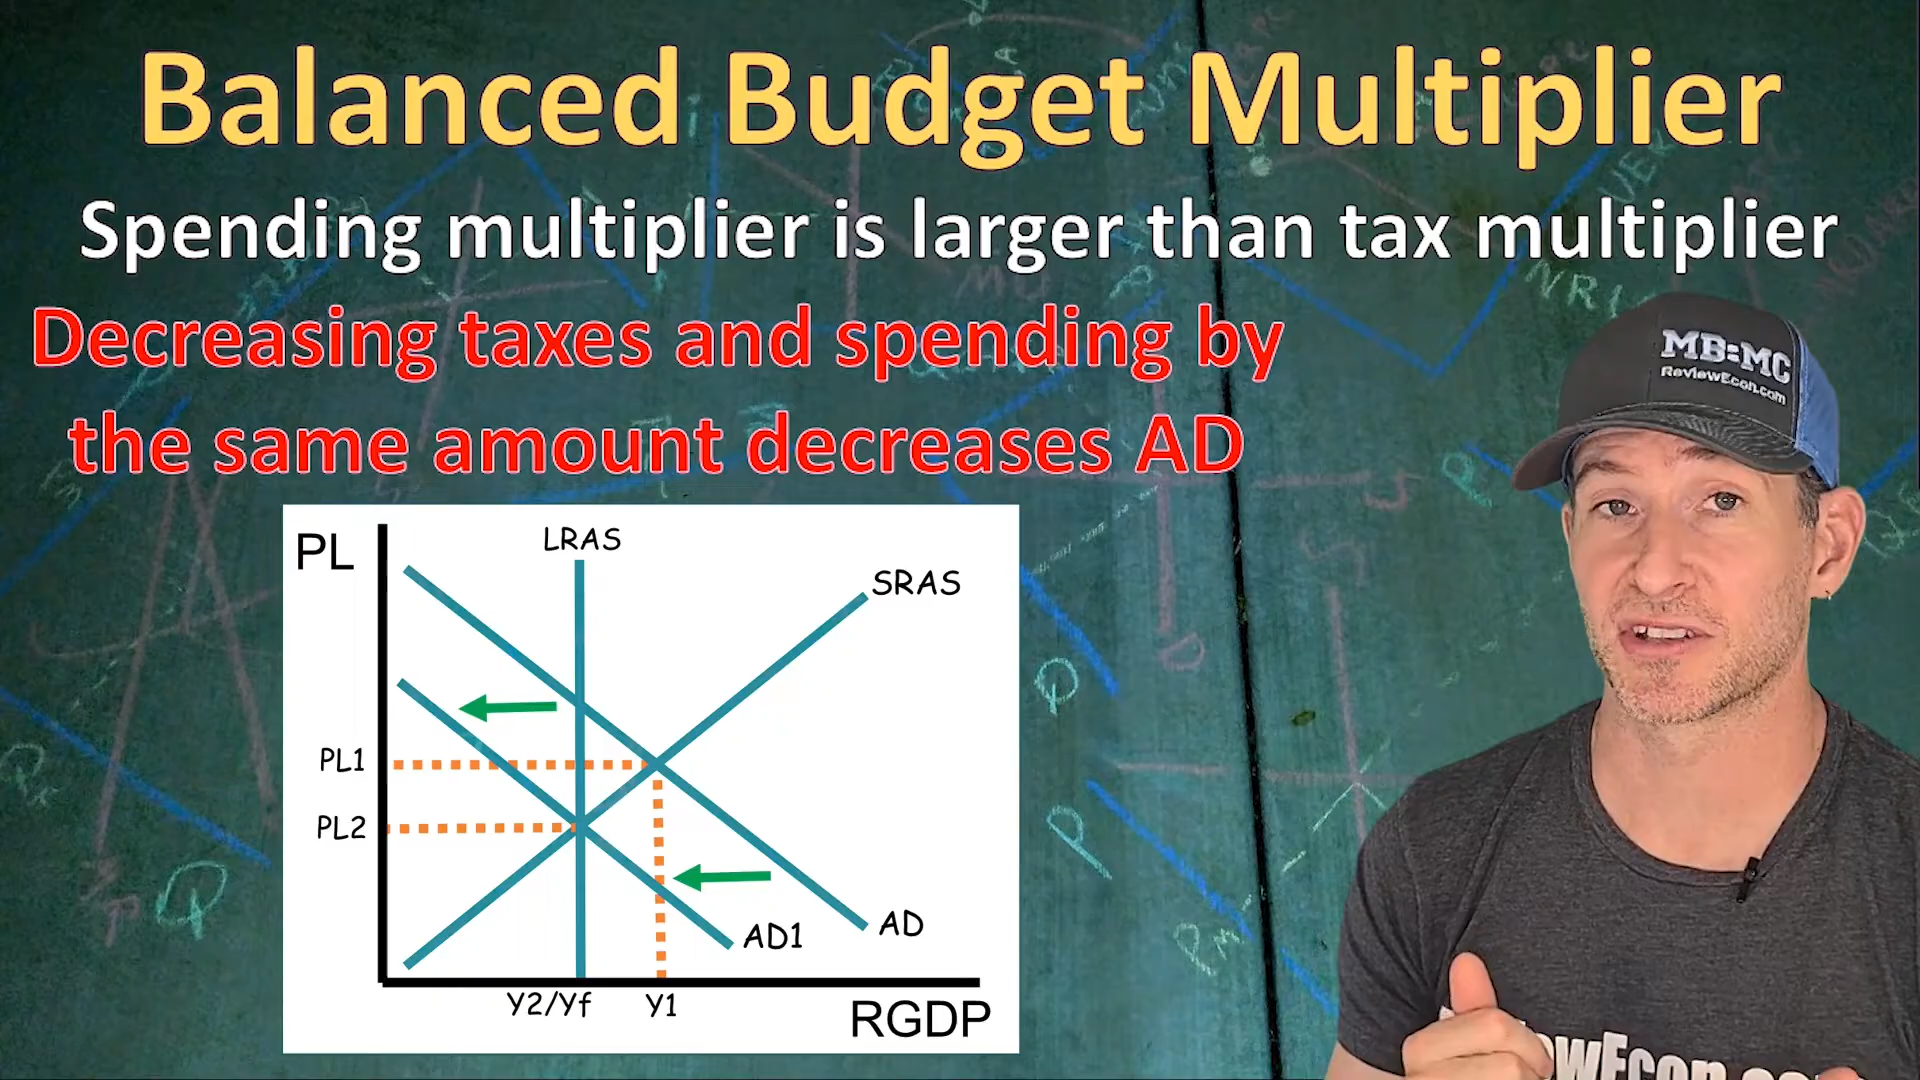 Balanced Budget Multiplier
Spending multiplier is larger than tax multiplier
Decreasing taxes and spending by
the same amount decreases AD
MB=MC
ReviewEcon.com
PL
LRAS
SRAS
PL1
PL2
AD1
AD
Y2/Yf
Y1
RGDP
Q
P
Q
P
P